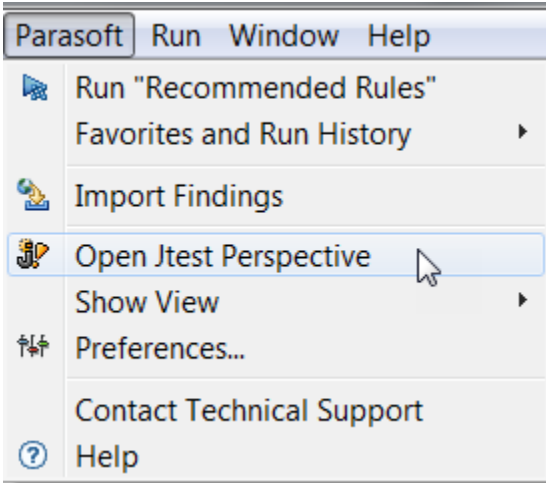 Parasoft Run Window Help
Run "Recommended Rules"
Favorites and Run History
Import Findings
Open Jtest Perspective
Show View
Preferences...
Contact Technical Support
Help